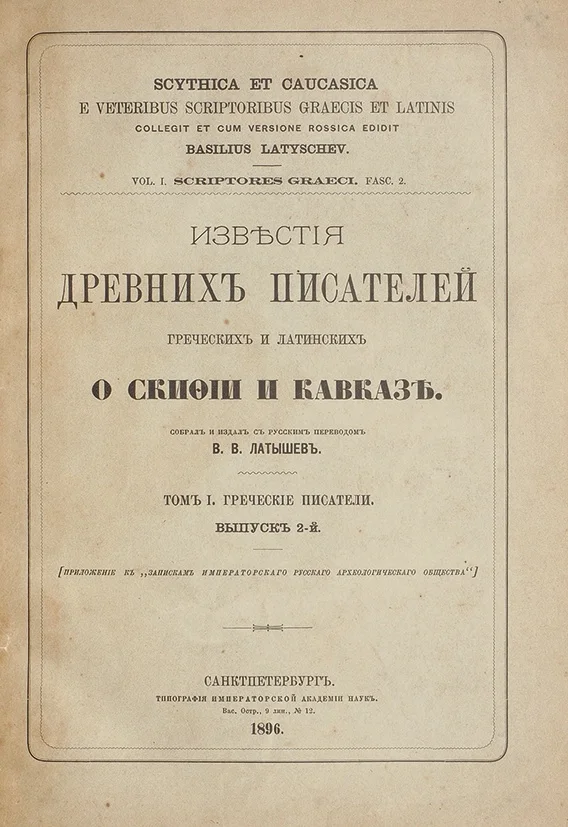 SCYTHICA ET CAUCASICA
E VETERIBUS SCRIPTORIBUS GRAECIS ET LATINIS
COLLEGIT ET CUM VERSIONE ROSSICA EDIDIT
BASILIUS LATYSCHEV.
VOL. I. SCRIPTORES GRAECI. FASC. 2.
ИЗВѢСТІЯ
ДРЕВНИХЪ ПИСАТЕЛЕЙ
ГРЕЧЕСКИХЪ И ЛАТИНСКИХЪ
О СКИѲІИ И КАВКАЗѢ.
СОБРАЛЪ И ИЗДАЛЪ СЪ РУССКИМЪ ПЕРЕВОДОМЪ
В. В. ЛАТЫШЕВЪ.
ТОМЪ I. ГРЕЧЕСКІЕ ПИСАТЕЛИ.
ВЫПУСКЪ 2-й.
[ПРИЛОЖЕНІЕ КЪ „ЗАПИСКАМЪ ИМПЕРАТОРСКАГО РУССКАГО АРХЕОЛОГИЧЕСКАГО ОБЩЕСТВА“]
САНКТПЕТЕРБУРГЪ.
ТИПОГРАФІЯ ИМПЕРАТОРСКОЙ АКАДЕМІИ НАУКЪ.
Вас. Остр., 9 лин., № 12.
1896.